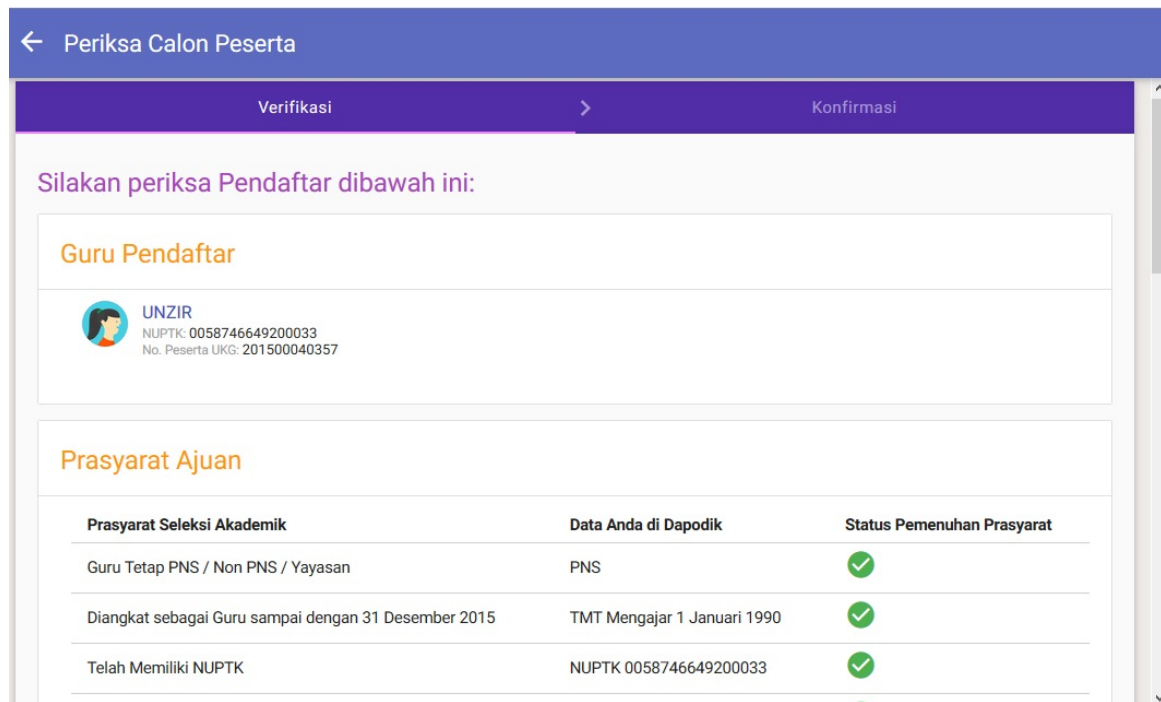 Periksa Calon Peserta
Verifikasi
Konfirmasi
Silakan periksa Pendaftar dibawah ini:
Guru Pendaftar
UNZIR
NUPTK: 0058746649200033
No. Peserta UKG: 201500040357
Prasyarat Ajuan
Prasyarat Seleksi Akademik Data Anda di Dapodik Status Pemenuhan Prasyarat
Guru Tetap PNS / Non PNS / Yayasan PNS
Diangkat sebagai Guru sampai dengan 31 Desember 2015 TMT Mengajar 1 Januari 1990
Telah Memiliki NUPTK NUPTK 0058746649200033